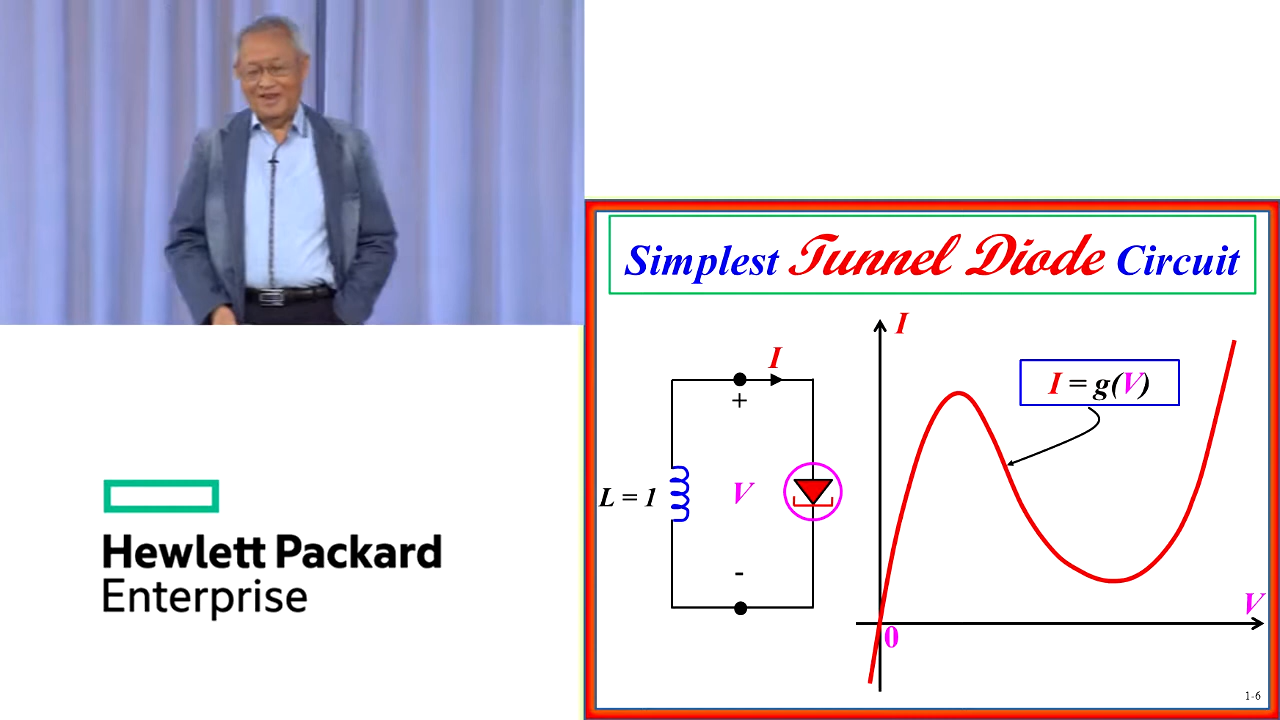 Simplest Tunnel Diode Circuit
I
I
I = g(V)
+
L = 1
V
-
V
0
1-6
Hewlett Packard
Enterprise